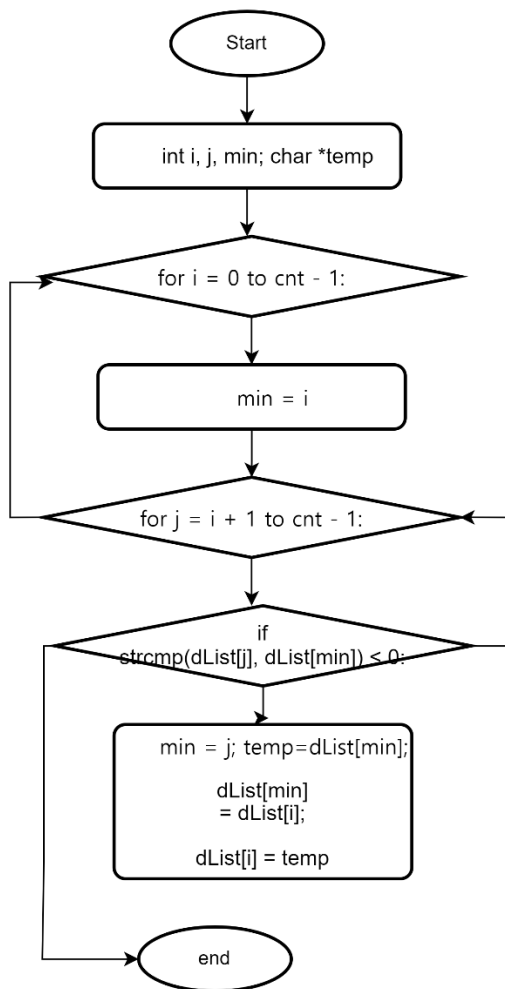 Start
int i, j, min; char *temp
for i = 0 to cnt - 1:
min = i
for j = i + 1 to cnt - 1:
if
strcmp(dList[j], dList[min]) < 0:
min = j; temp=dList[min];
dList[min]
= dList[i];
dList[i] = temp
end